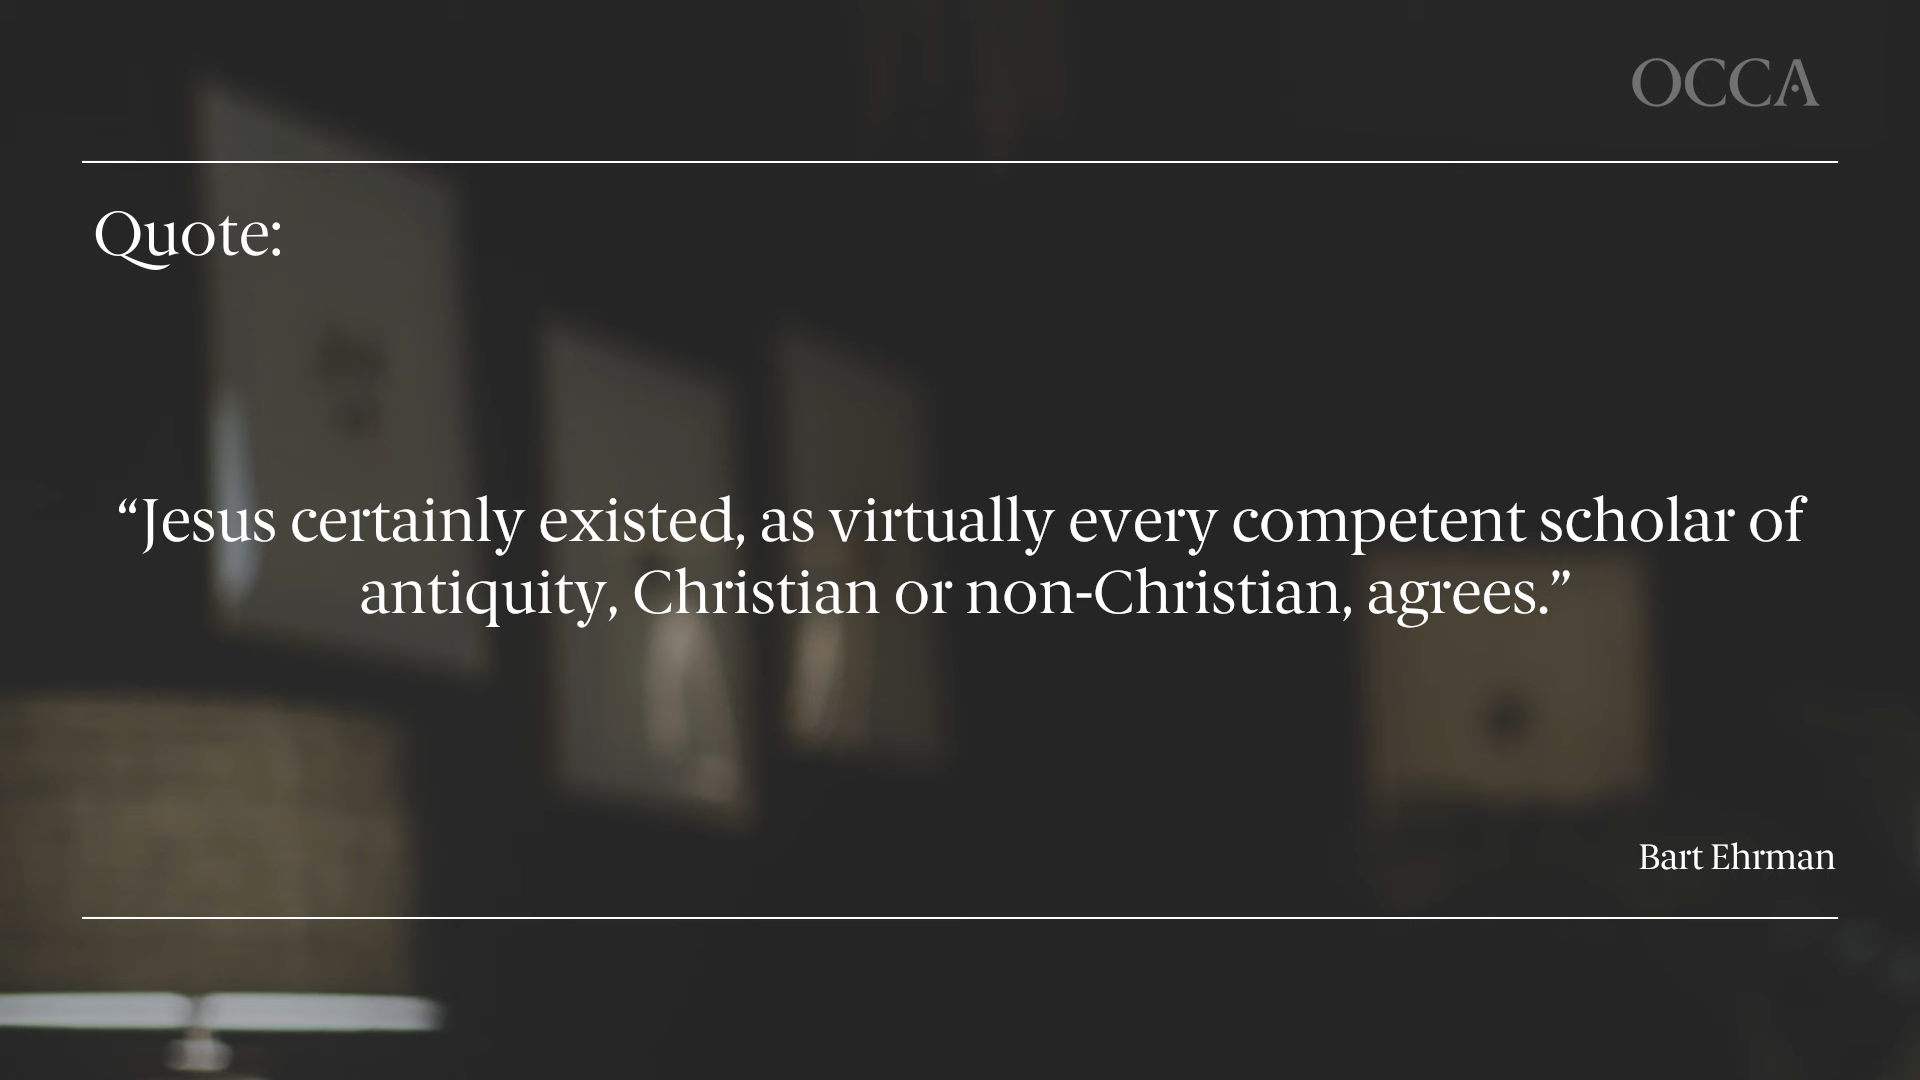 OCCA
Quote:
“Jesus certainly existed, as virtually every competent scholar of
antiquity, Christian or non-Christian, agrees.”
Bart Ehrman